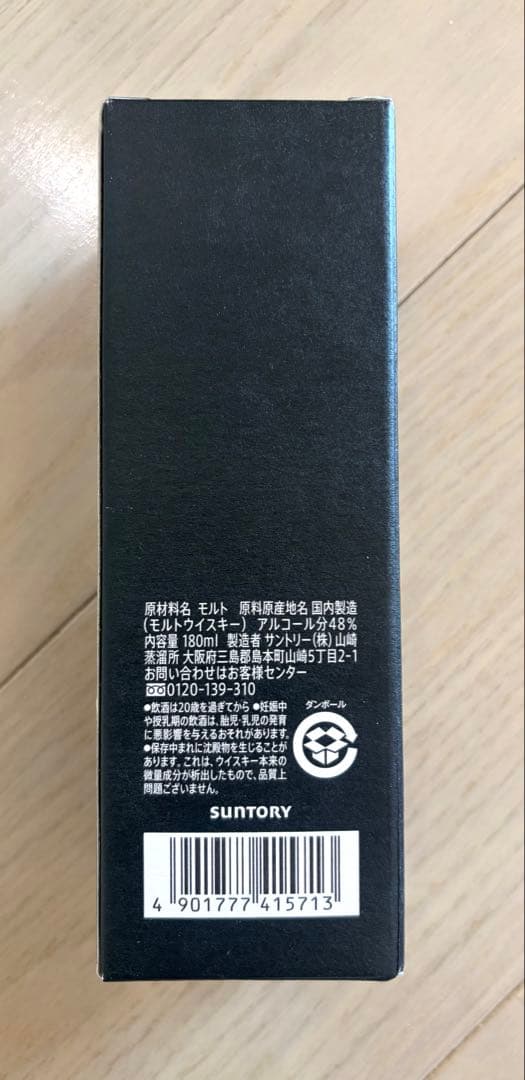 原材料名 モルト 原料原産地名 国内製造
(モルトウイスキー) アルコール分48%
内容量 180ml 製造者 サントリー(株) 山崎
蒸溜所 大阪府三島郡島本町山崎5丁目2-1
お問い合わせはお客様センター
0120-139-310
●飲酒は20歳を過ぎてから ●妊娠中
や授乳期の飲酒は、胎児・乳児の発育
に悪影響を与えるおそれがあります。
●保存中まれに沈殿物を生じることが
あります。これは、ウイスキー本来の
微量成分が析出したもので、品質上
問題ございません。
ダンボール
SUNTORY
4 901777 415713